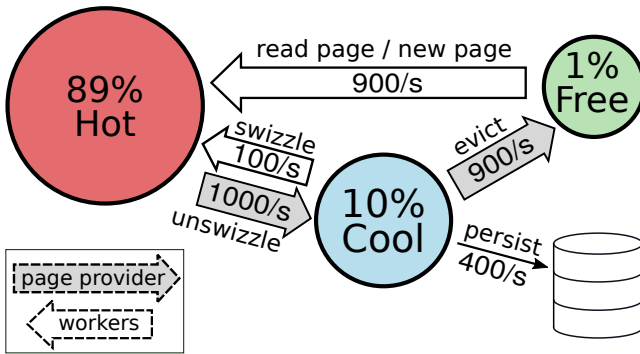 read page / new page
900/s
89%
Hot
1%
Free
swizzle
100/s
1000/s
unswizzle
evict
900/s
10%
Cool
persist
400/s
page provider
workers